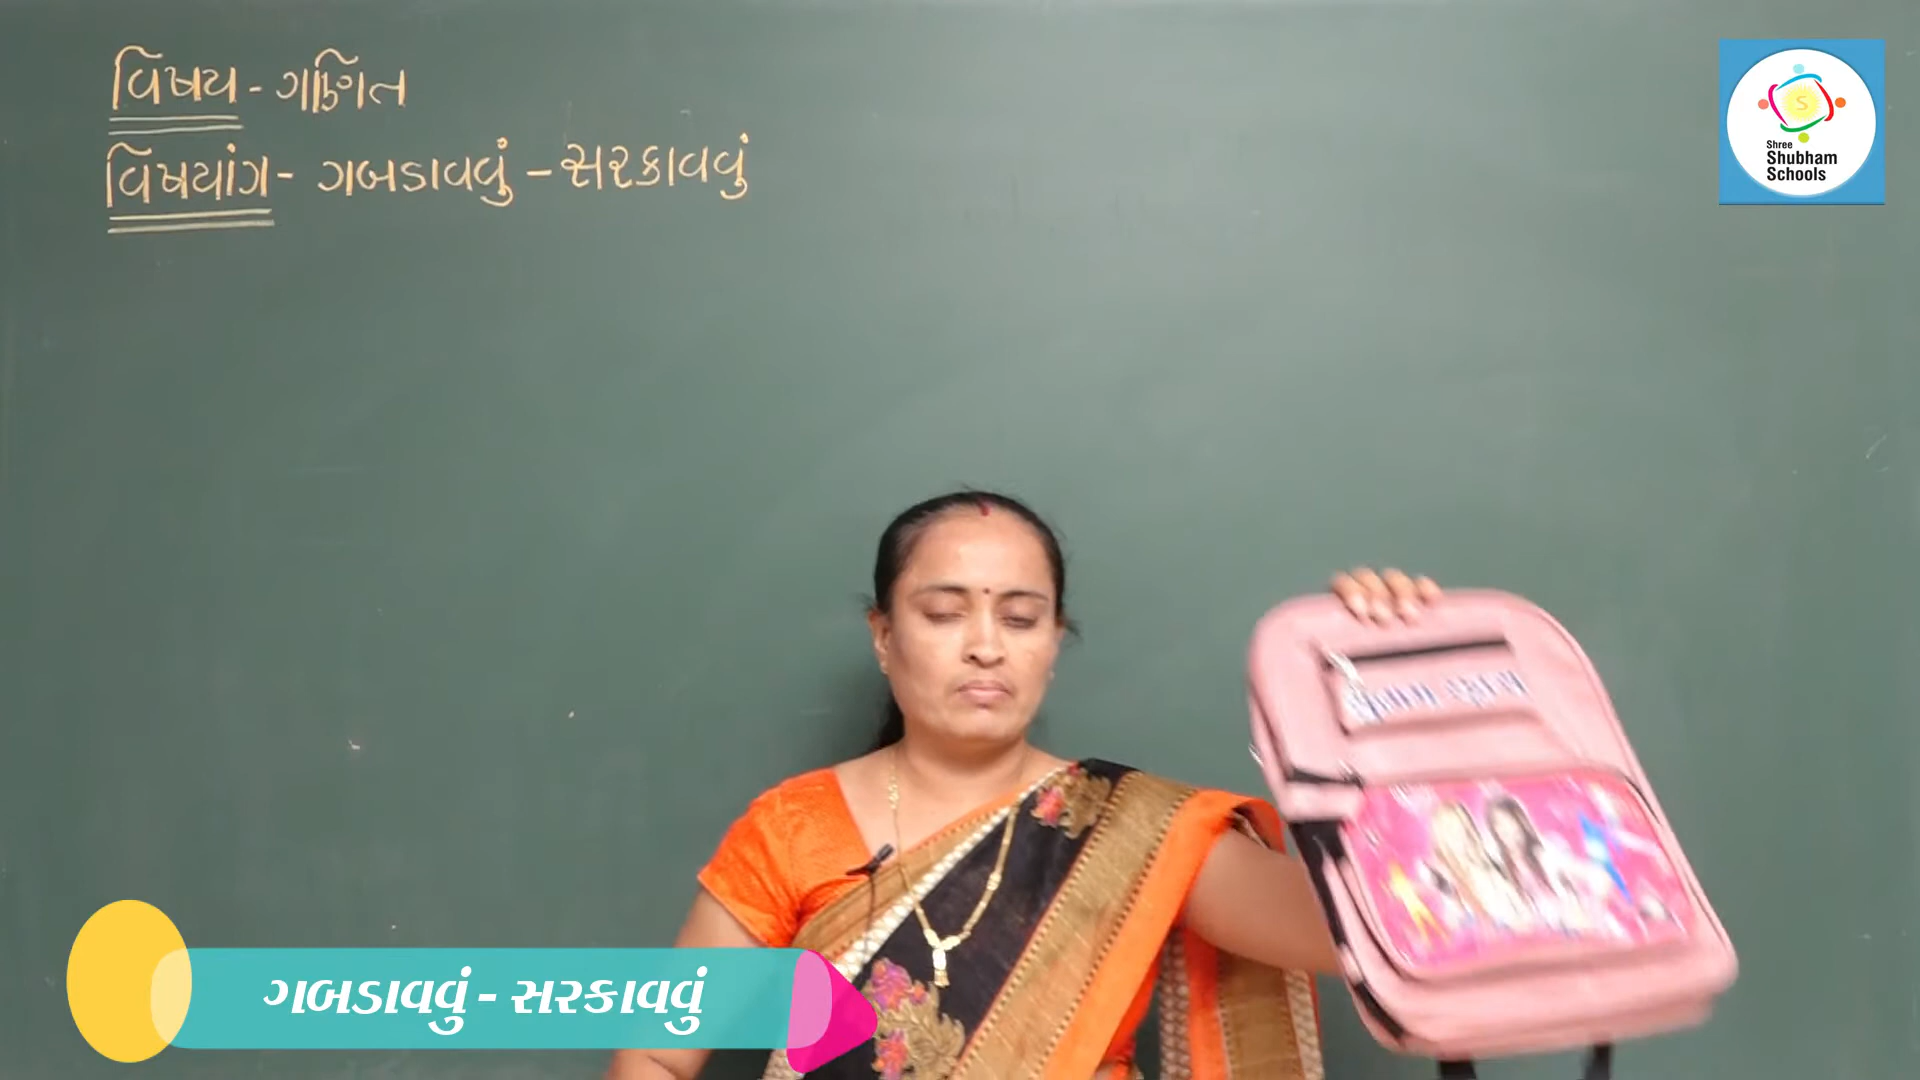 વિષય - ગણિત
વિષયાંગ - ગબડાવવું - સરકાવવું
Shree
Shubham
Schools
S
ગબડાવવું - સરકાવવું